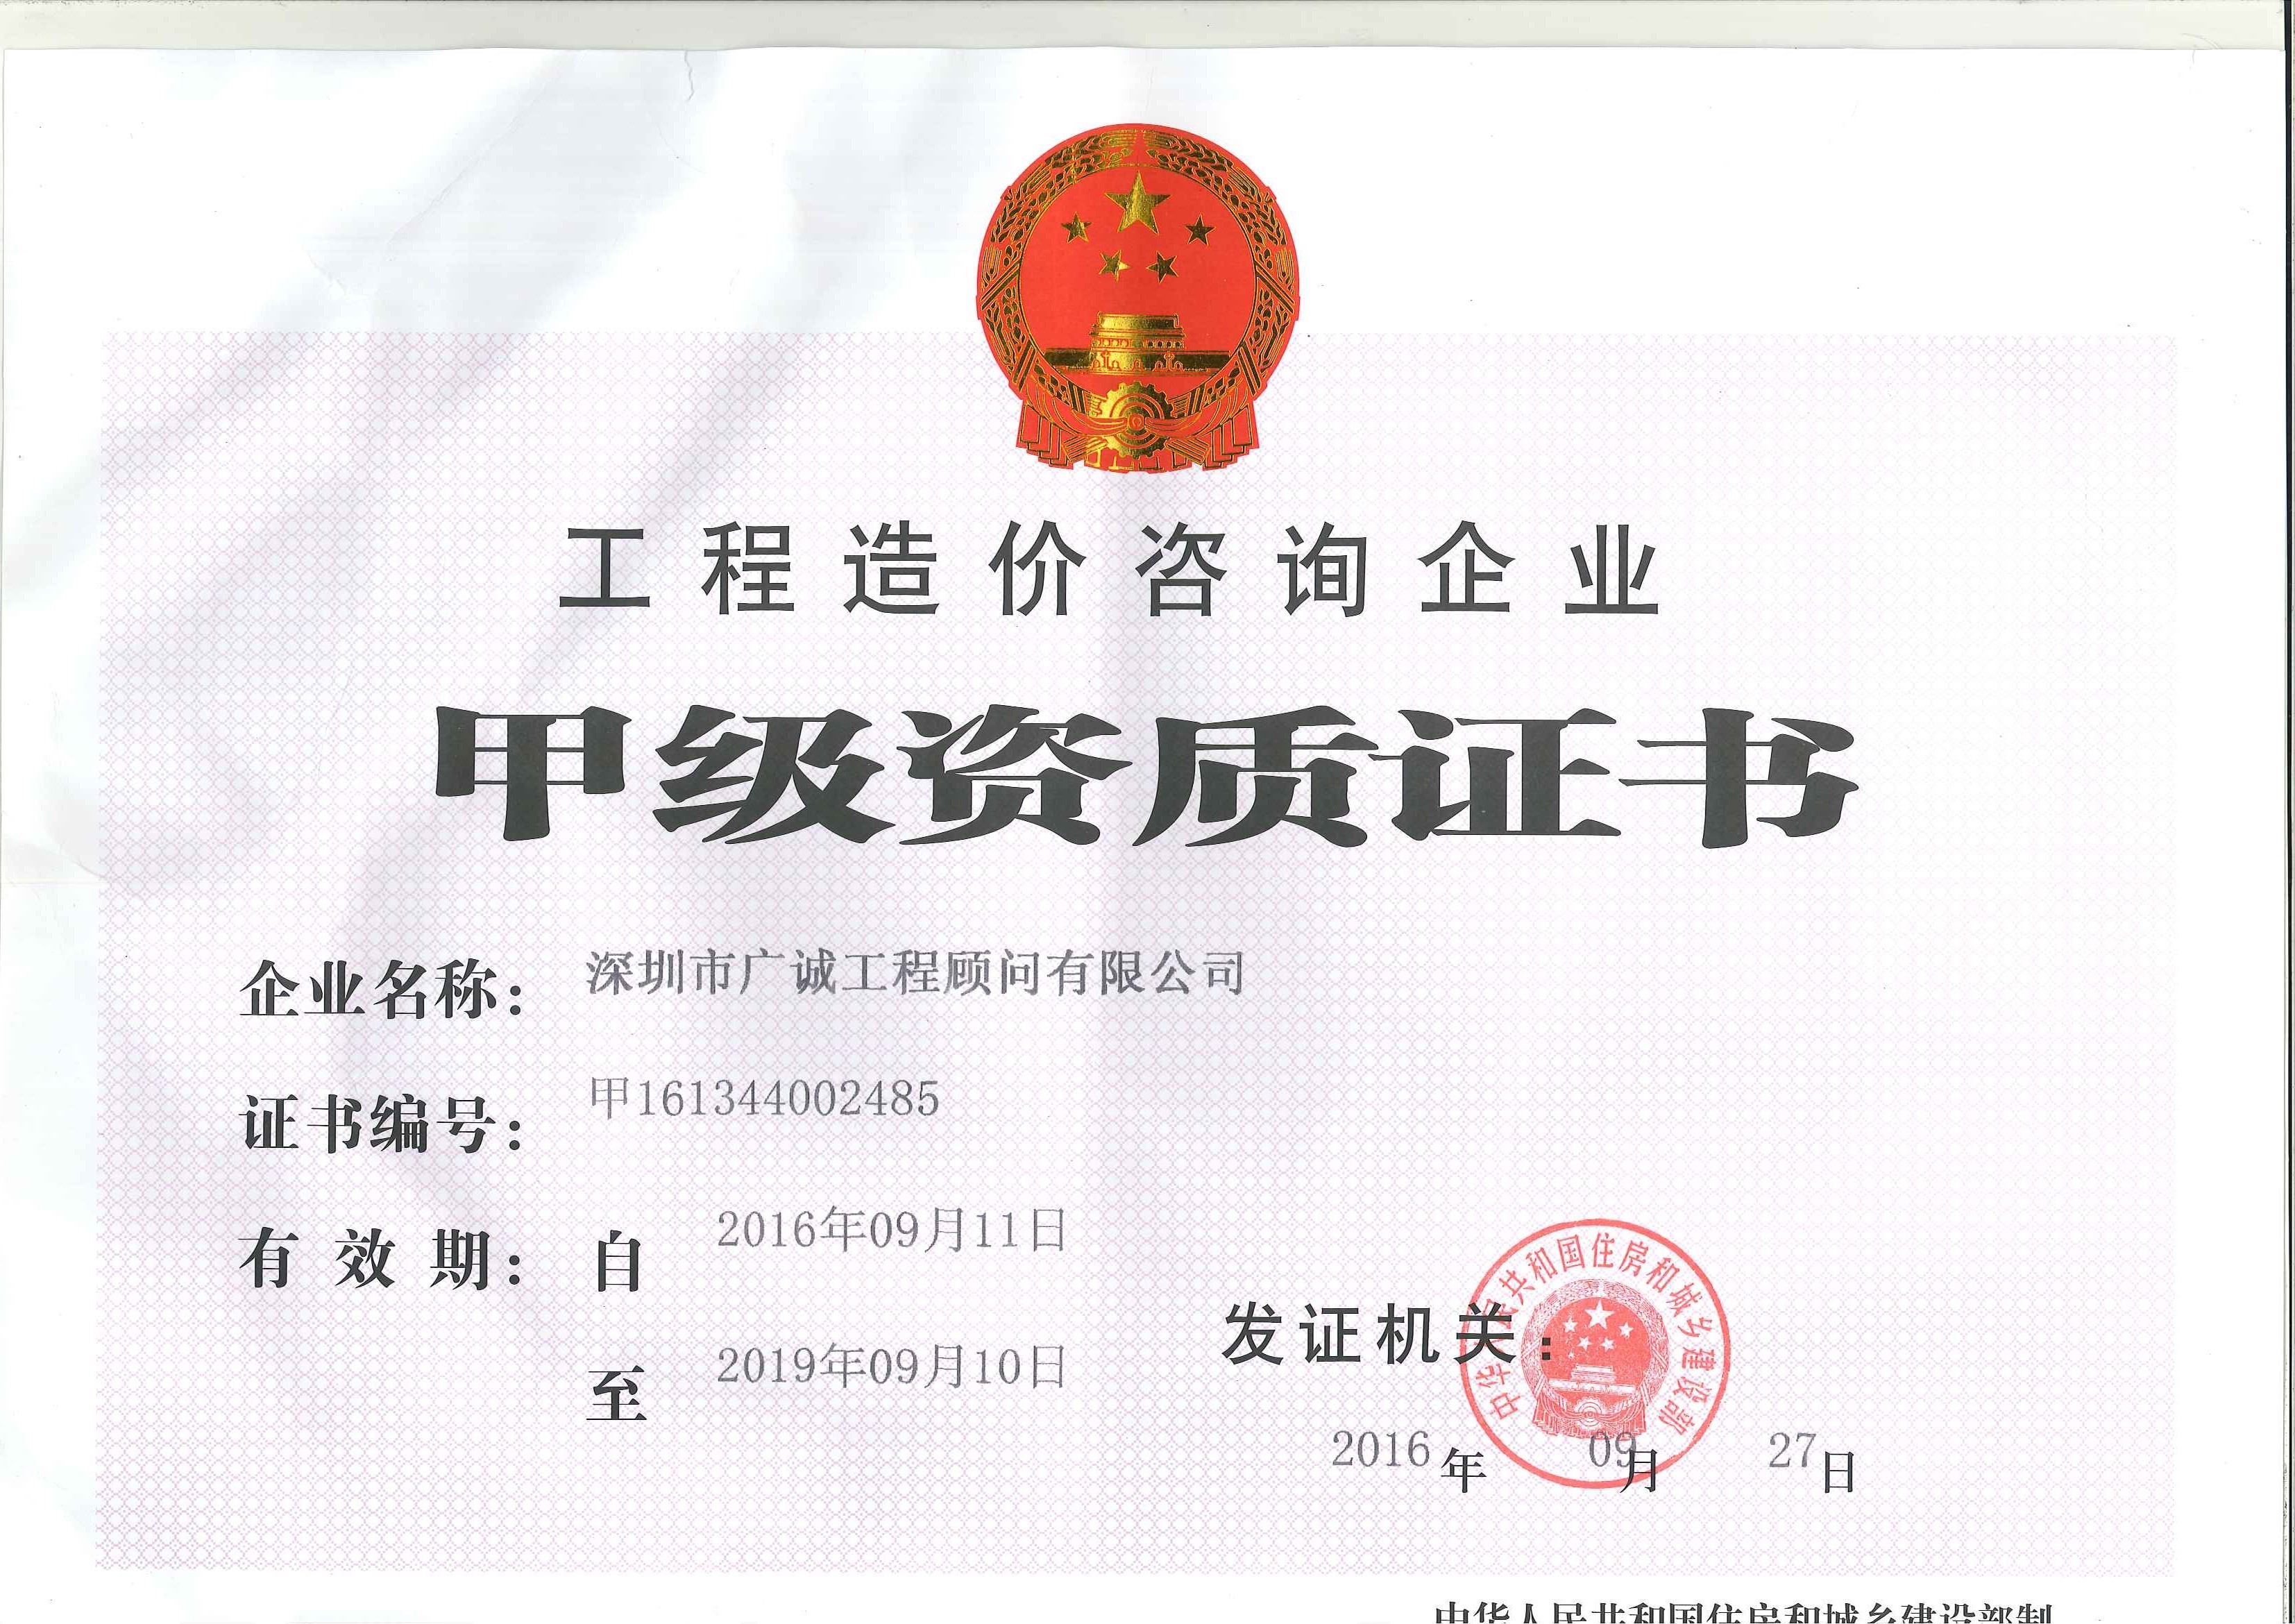 工程造价咨询企业
甲级资质证书
企业名称： 深圳市广诚工程顾问有限公司
证书编号： 甲161344002485
有效期： 自 2016年09月11日
至 2019年09月10日
发证机关：
中华人民共和国住房和城乡建设部
2016年09月27日
中华人民共和国住房和城乡建设部制